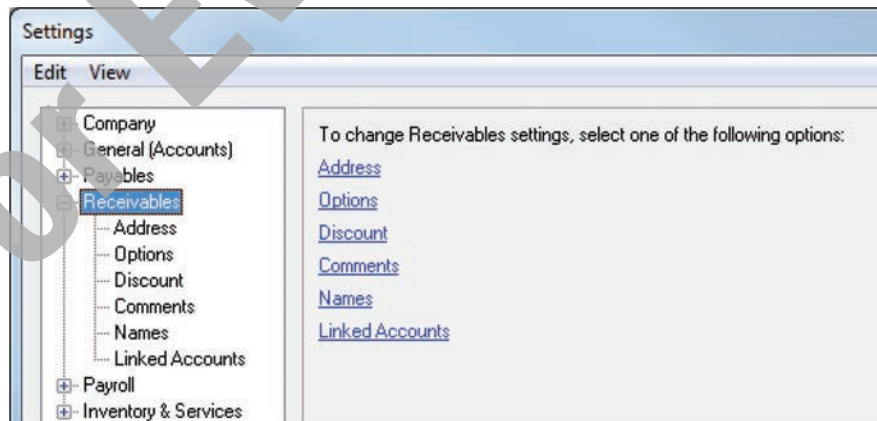 Settings
Edit View
Company
General (Accounts)
Payables
Receivables
Address
Options
Discount
Comments
Names
Linked Accounts
Payroll
Inventory & Services
To change Receivables settings, select one of the following options:
Address
Options
Discount
Comments
Names
Linked Accounts